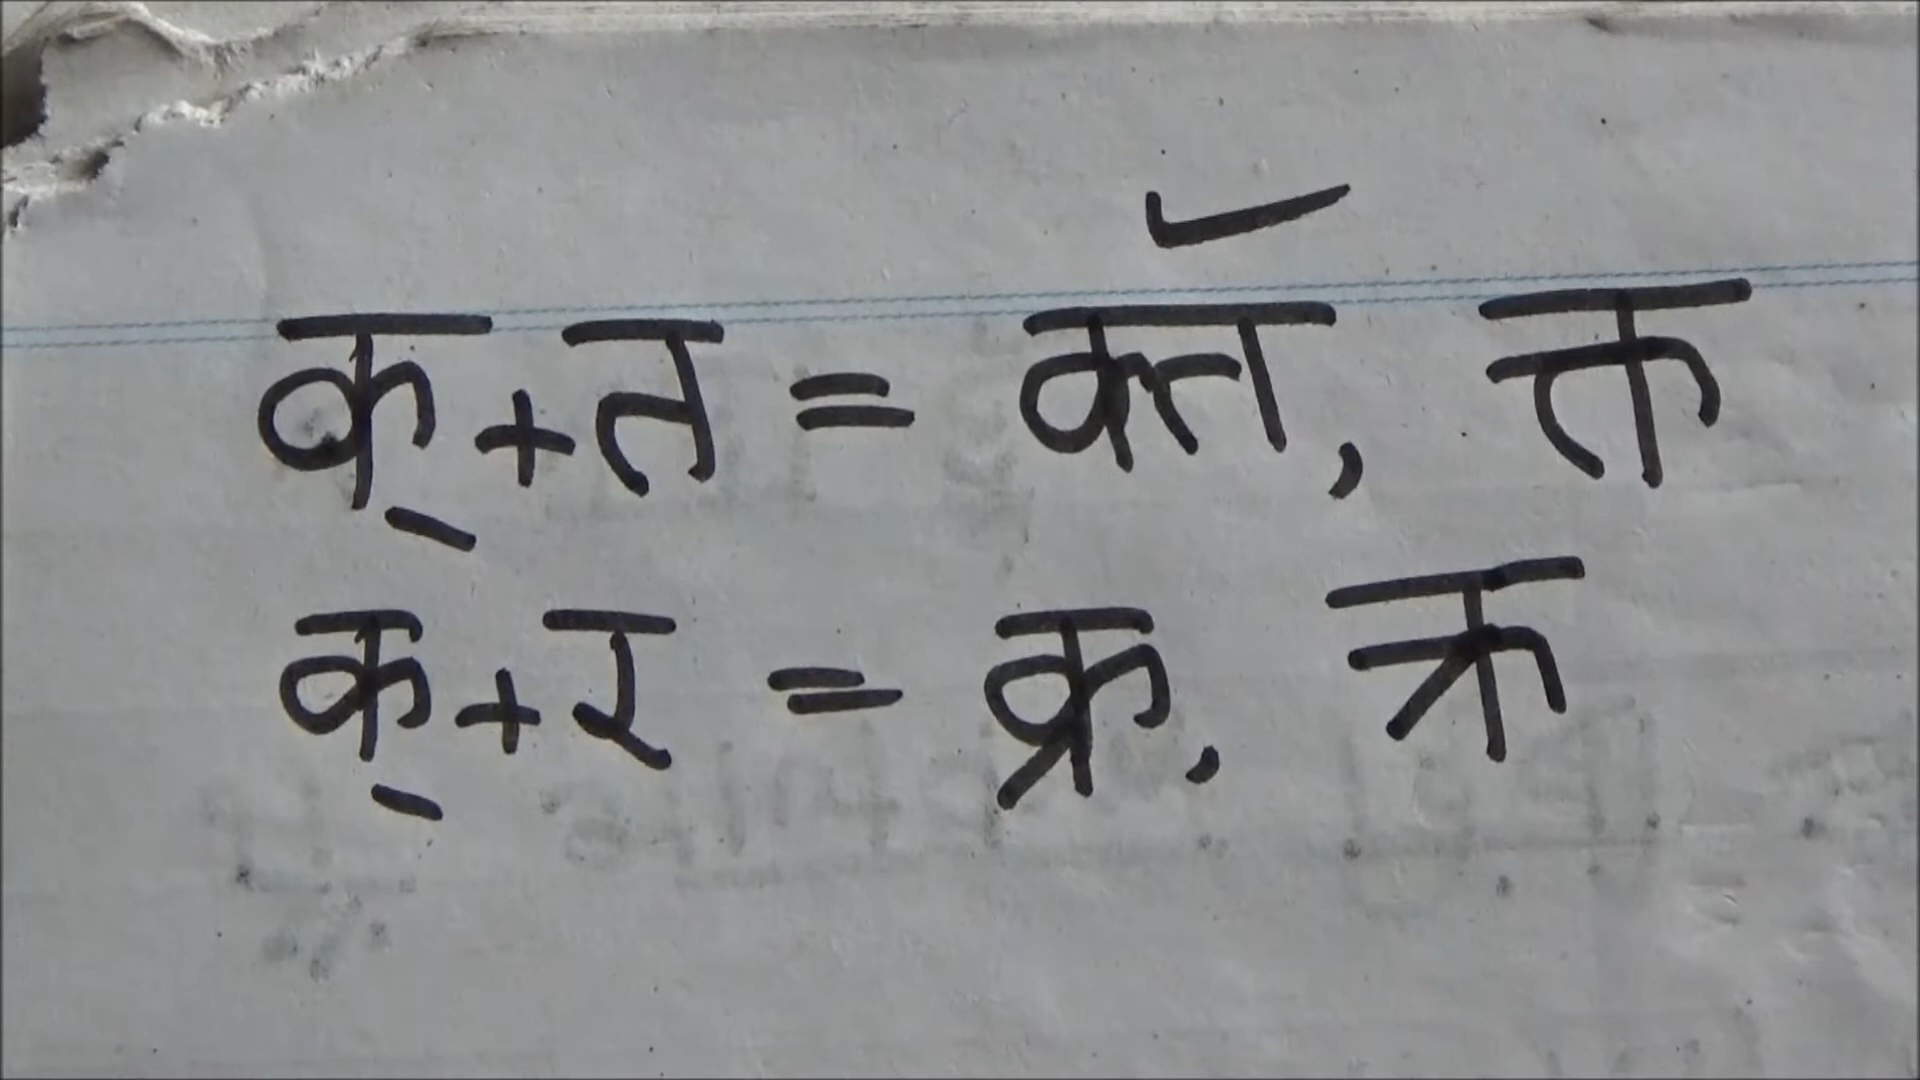 क् + त = क्त, क्त
क् + र = क्र, क्र